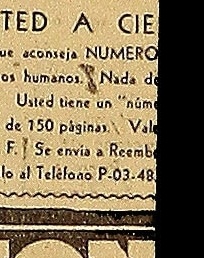 TED A CIE
ue aconseja NUMERO
os humanos. Nada de
Usted tiene un "núme
de 150 páginas. Val
F. Se envía a Reemb
lo al Teléfono P-03-48